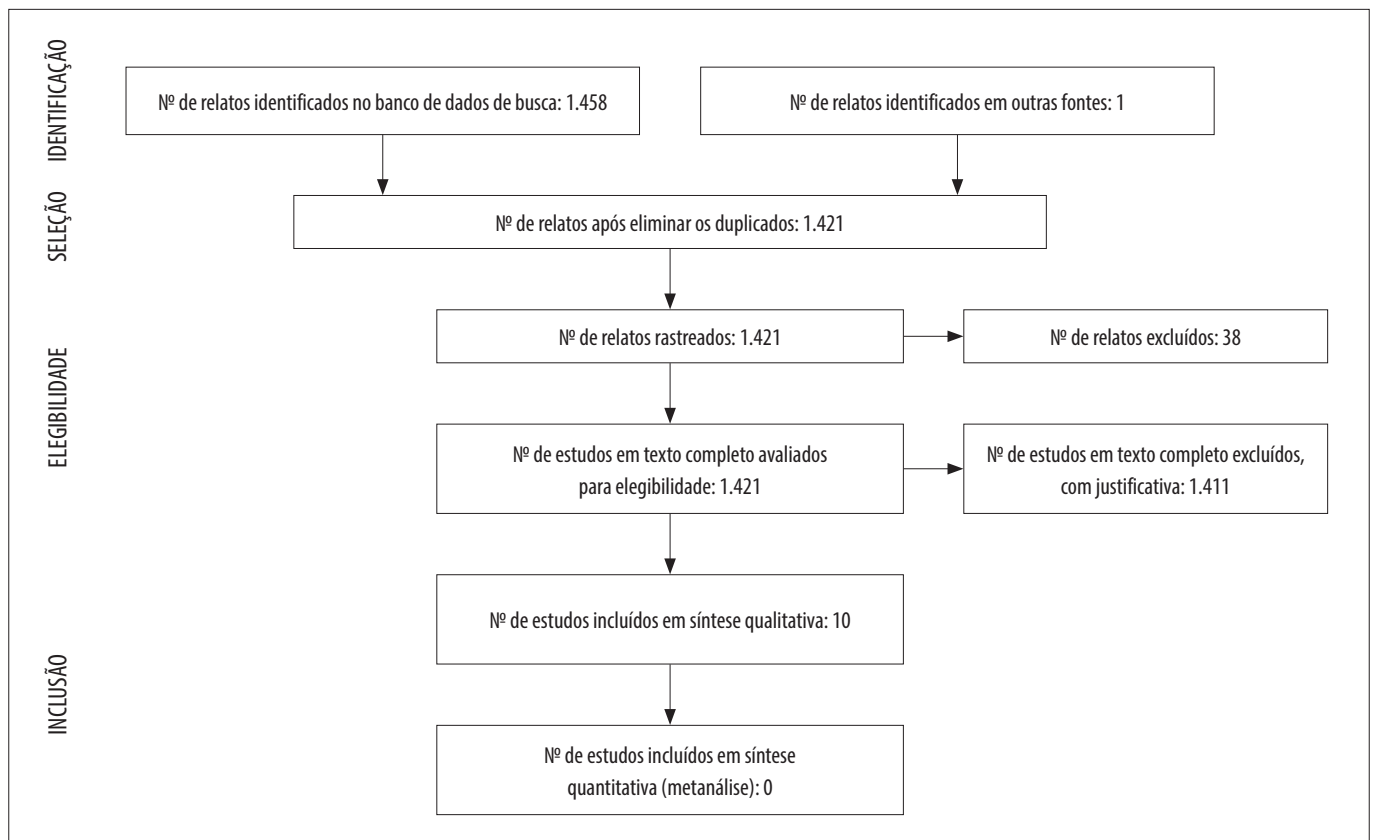 IDENTIFICAÇÃO
Nº de relatos identificados no banco de dados de busca: 1.458
Nº de relatos identificados em outras fontes: 1
SELEÇÃO
Nº de relatos após eliminar os duplicados: 1.421
ELEGIBILIDADE
Nº de relatos rastreados: 1.421
Nº de relatos excluídos: 38
Nº de estudos em texto completo avaliados
para elegibilidade: 1.421
Nº de estudos em texto completo excluídos,
com justificativa: 1.411
INCLUSÃO
Nº de estudos incluídos em síntese qualitativa: 10
Nº de estudos incluídos em síntese
quantitativa (metanálise): 0